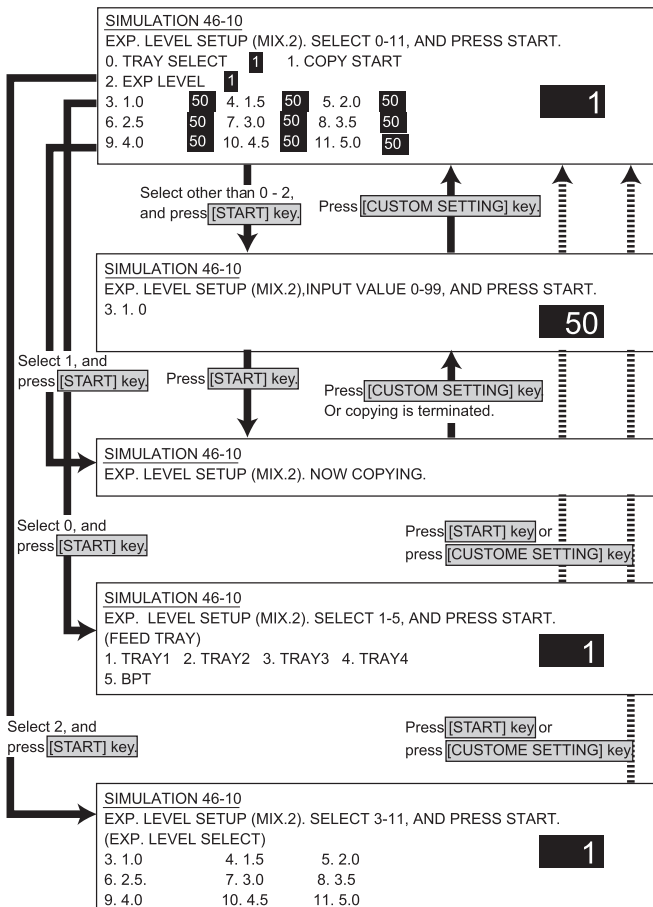 SIMULATION 46-10
EXP. LEVEL SETUP (MIX.2). SELECT 0-11, AND PRESS START.
0. TRAY SELECT 1 1. COPY START
2. EXP LEVEL 1
1
3. 1.0 50 4. 1.5 50 5. 2.0 50
6. 2.5 50 7. 3.0 50 8. 3.5 50
9. 4.0 50 10. 4.5 50 11. 5.0 50
Select other than 0 - 2,
and press [START] key.
Press [CUSTOM SETTING] key.
SIMULATION 46-10
EXP. LEVEL SETUP (MIX.2),INPUT VALUE 0-99, AND PRESS START.
3. 1. 0
50
Select 1, and
press [START] key.
Press [START] key.
Press [CUSTOM SETTING] key
Or copying is terminated.
SIMULATION 46-10
EXP. LEVEL SETUP (MIX.2). NOW COPYING.
Select 0, and
press [START] key.
Press [START] key or
press [CUSTOME SETTING] key
SIMULATION 46-10
EXP. LEVEL SETUP (MIX.2). SELECT 1-5, AND PRESS START.
(FEED TRAY)
1
1. TRAY1 2. TRAY2 3. TRAY3 4. TRAY4
5. BPT
Select 2, and
press [START] key.
Press [START] key or
press [CUSTOME SETTING] key
SIMULATION 46-10
EXP. LEVEL SETUP (MIX.2). SELECT 3-11, AND PRESS START.
(EXP. LEVEL SELECT)
1
3. 1.0 4. 1.5 5. 2.0
6. 2.5. 7. 3.0 8. 3.5
9. 4.0 10. 4.5 11. 5.0